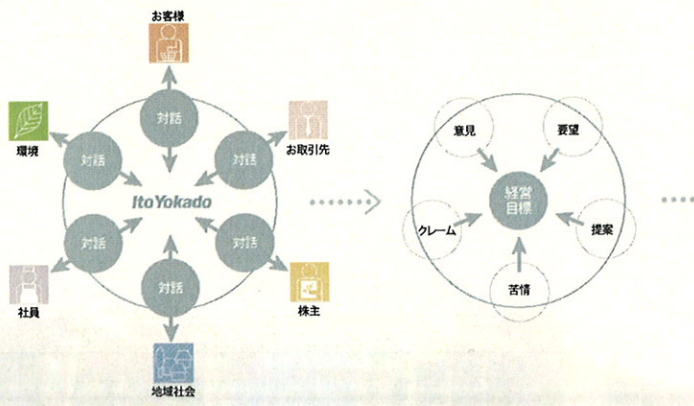 お客様
対話
環境
対話
対話
お取引先
ItoYokado
対話
対話
社員
対話
株主
地域社会
意見
要望
経営
目標
クレーム
提案
苦情